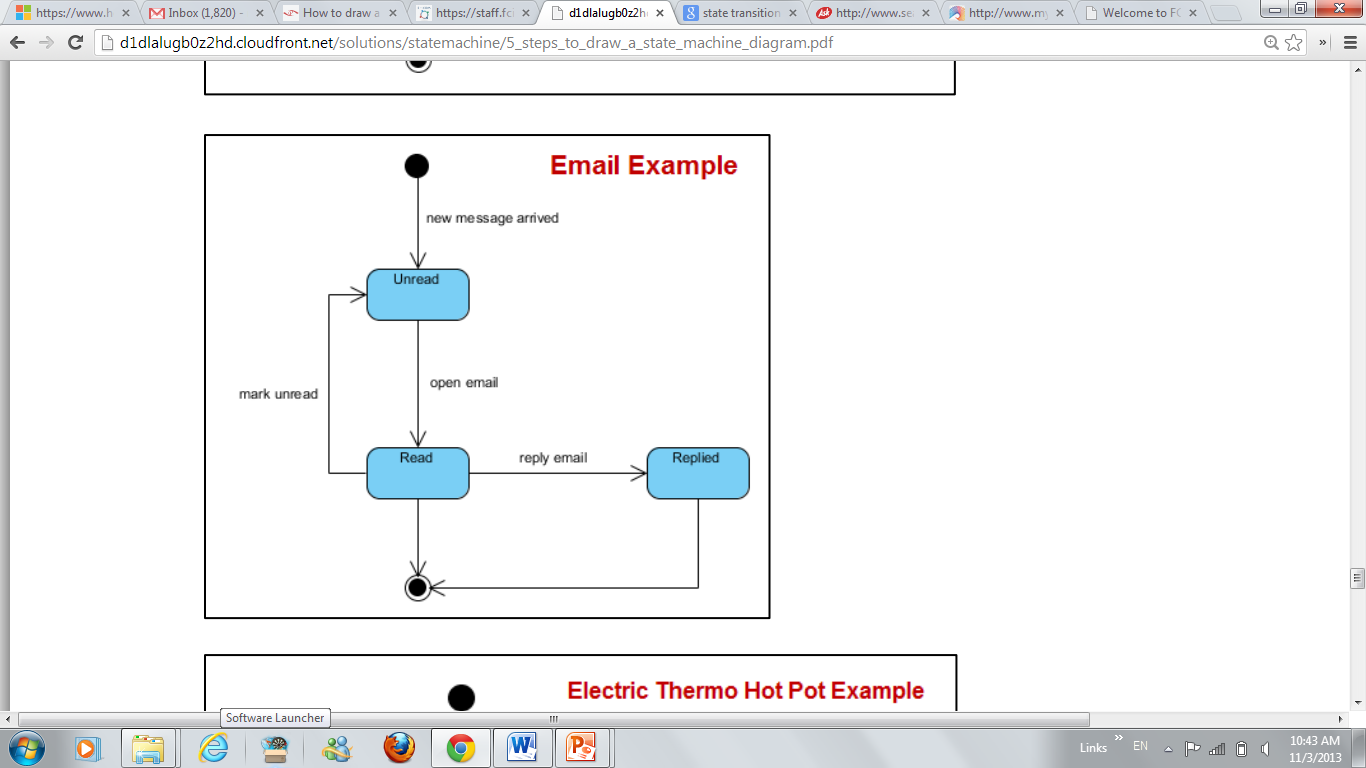 https://www.h
Inbox (1,820) -
How to draw a
https://staff.fci
d1dlalugb0z2h
state transition
http://www.se
http://www.my
Welcome to FC
d1dlalugb0z2hd.cloudfront.net/solutions/statemachine/5_steps_to_draw_a_state_machine_diagram.pdf
Email Example
new message arrived
Unread
open email
mark unread
Read
reply email
Replied
Electric Thermo Hot Pot Example
Software Launcher
Links
EN
10:43 AM
11/3/2013